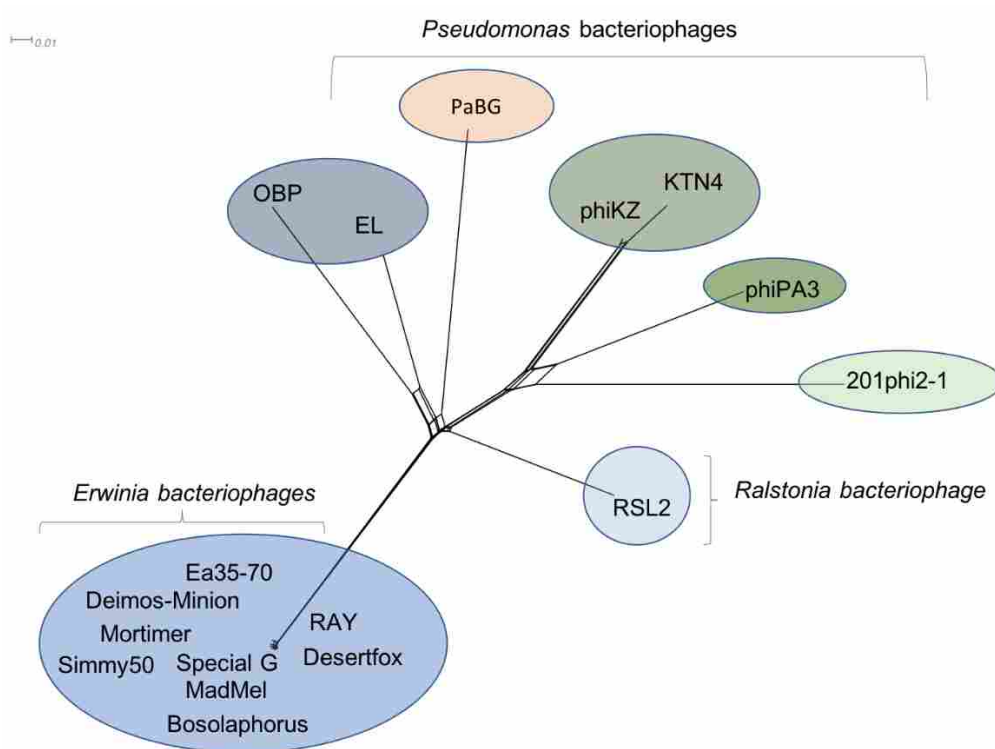 Pseudomonas bacteriophages
0.01
PaBG
KTN4
OBP
phiKZ
EL
phiPA3
201phi2-1
Erwinia bacteriophages
Ralstonia bacteriophage
RSL2
Ea35-70
Deimos-Minion
RAY
Mortimer
Simmy50
Special G
Desertfox
MadMel
Bosolaphorus